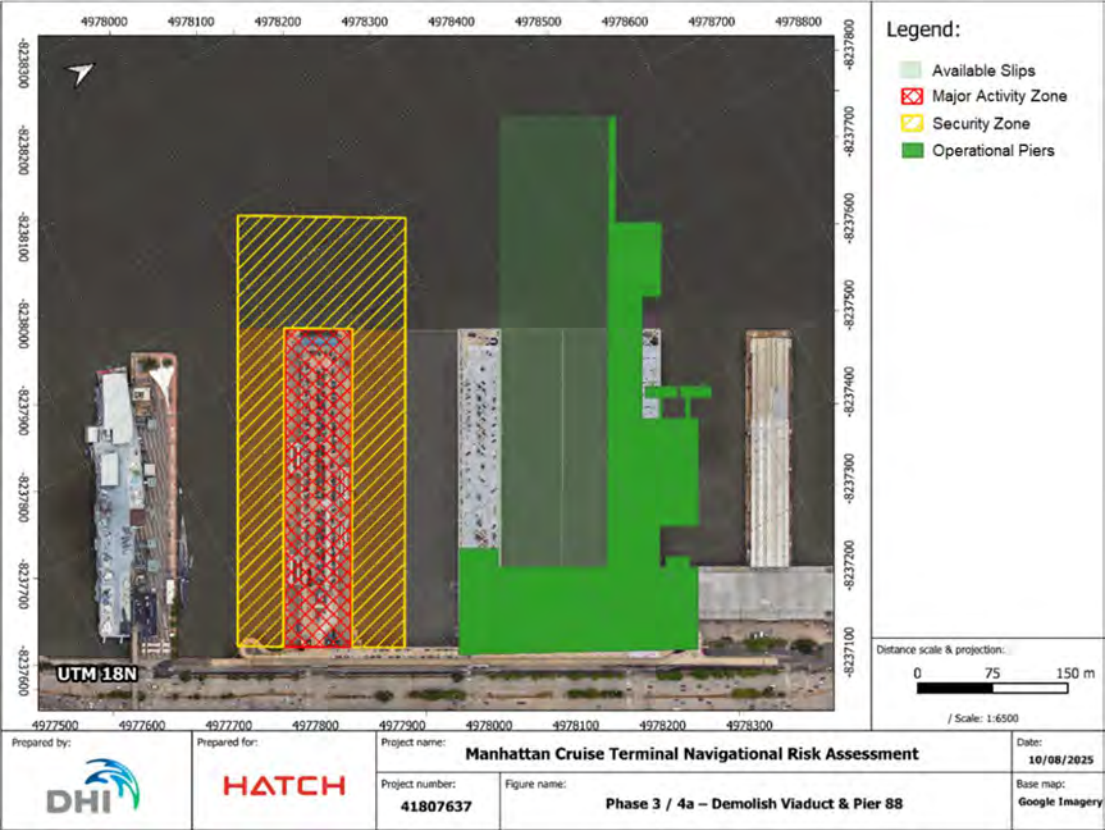 4978000 4978100 4978200 4978300 4978400 4978500 4978600 4978700 4978800
-8238300
-8238200
-8238100
-8238000
-8237900
-8237800
-8237700
-8237600
-8237800
-8237700
-8237600
-8237500
-8237400
-8237300
-8237200
-8237100
UTM 18N
4977500 4977600 4977700 4977800 4977900 4978000 4978100 4978200 4978300
Legend:
Available Slips
Major Activity Zone
Security Zone
Operational Piers
Distance scale & projection:
0 75 150 m
/ Scale: 1:6500
Prepared by:
DHI
Prepared for:
HATCH
Project name:
Manhattan Cruise Terminal Navigational Risk Assessment
Project number:
41807637
Figure name:
Phase 3 / 4a – Demolish Viaduct & Pier 88
Date:
10/08/2025
Base map:
Google Imagery